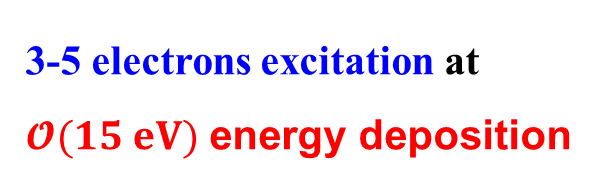 3-5 electrons excitation at
𝒪(15 eV) energy deposition